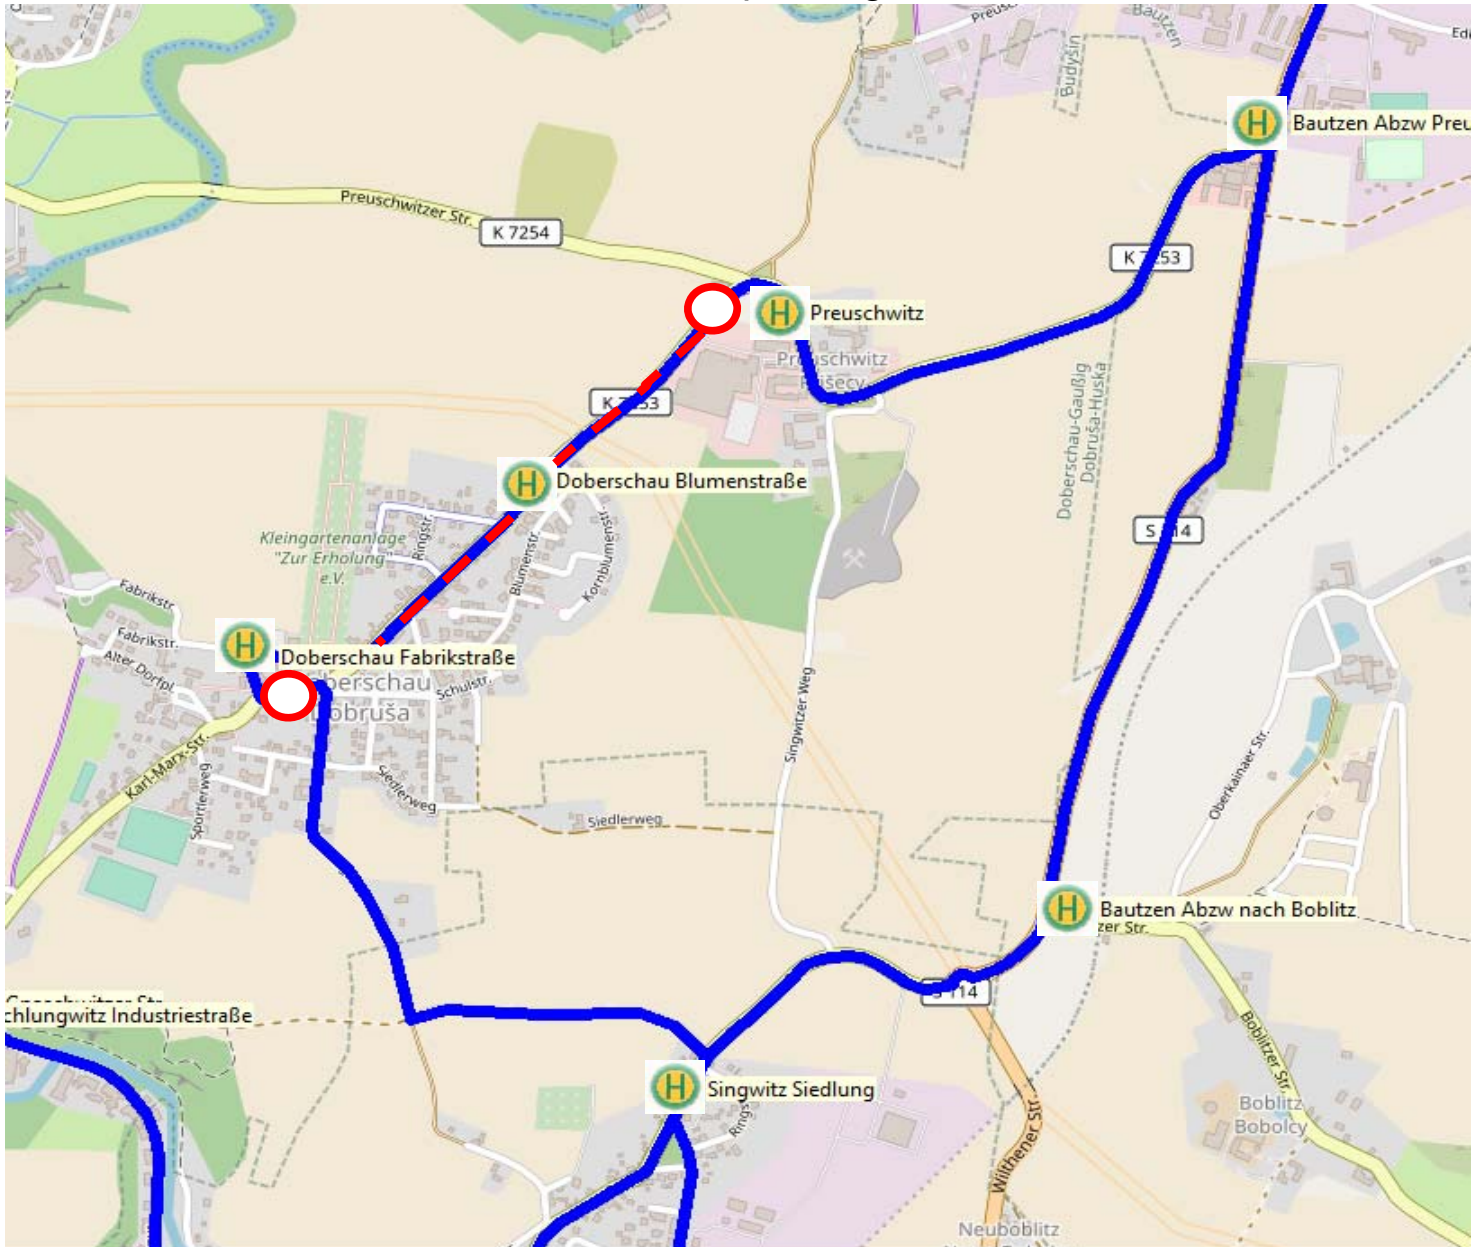 Bautzen
Budyšin
Bautzen Abzw Preu
Preuschwitzer Str.
K 7254
K 7253
Preuschwitz
Preuschwitz
K 7253
Doberschau-Gaußig
Dobruša-Huska
Doberschau Blumenstraße
Kleingartenanlage
"Zur Erholung"
e.V.
Ringstr.
Blumenstr.
Kornblumenstr.
S 114
Fabrikstr.
Fabrikstr.
Alter Dorfpl.
Doberschau Fabrikstraße
oberschau
Dobruša
Schulstr.
Singwitzer Weg
Karl-Marx-Str.
Sportlerweg
Siedlerweg
Siedlerweg
Oberkainaer Str.
Bautzen Abzw nach Boblitz
zer Str.
S 114
chlungwitz Industriestraße
Boblitzer Str.
Singwitz Siedlung
Rings
Wilthener Str.
Boblitz
Bobolcy
Neuboblitz